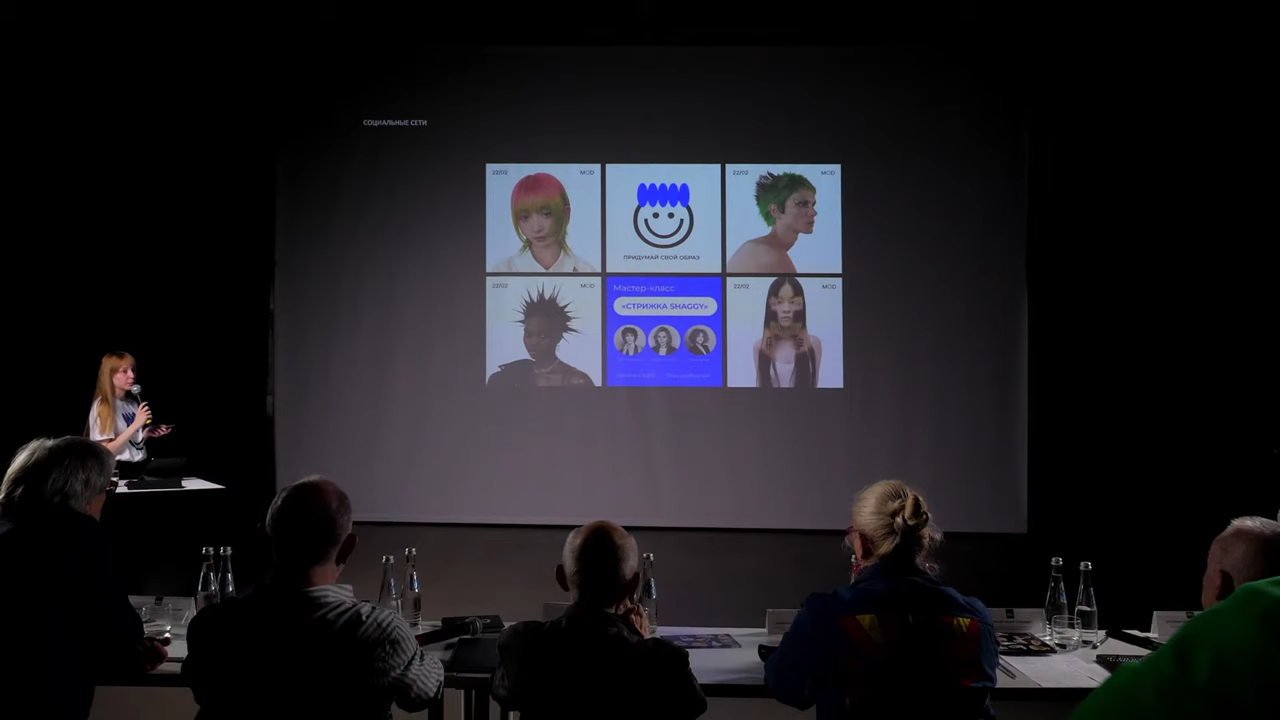 СОЦИАЛЬНЫЕ СЕТИ
22/02 MOD
ПРИДУМАЙ СВОЙ ОБРАЗ
22/02 MOD
22/02 MOD
Мастер-класс
«СТРИЖКА SHAGGY»
22/02 MOD